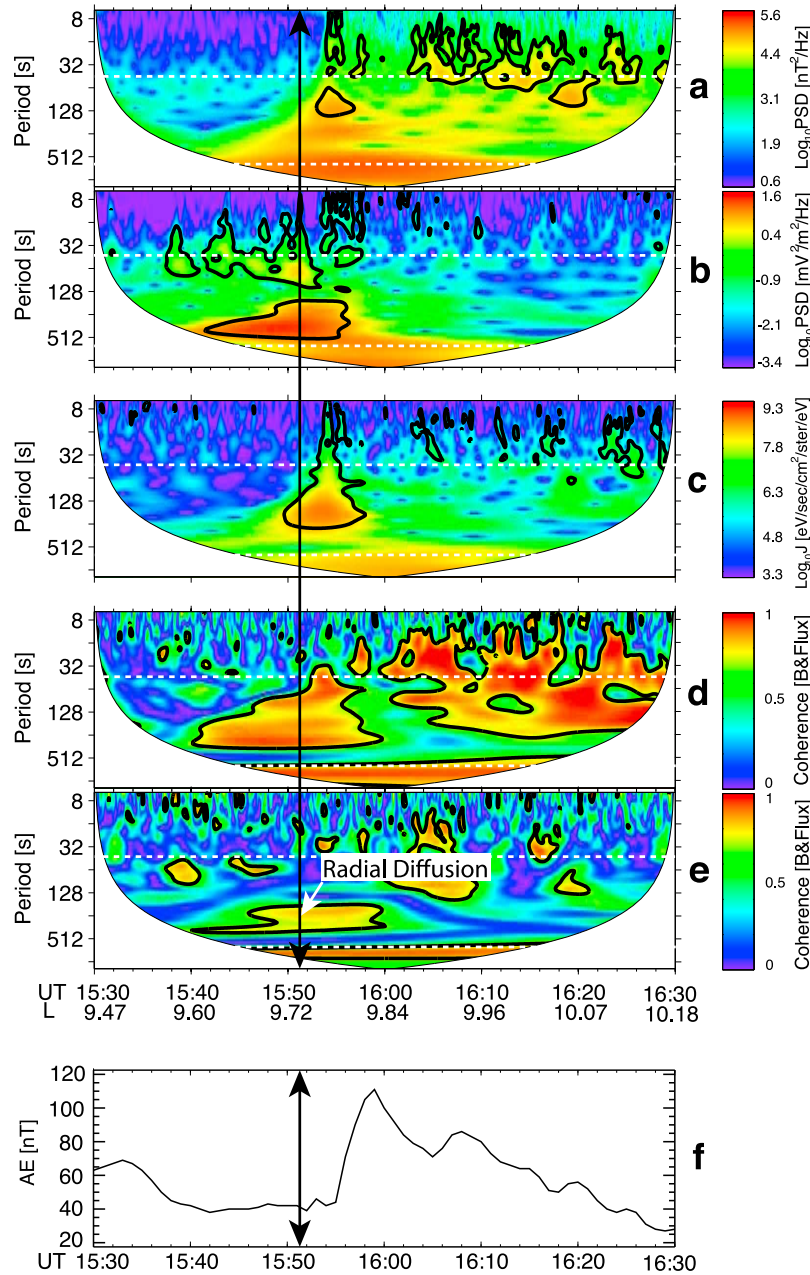 8
32
128
512
Period [s]
a
5.6
4.4
3.1
1.9
0.6
Log₁₀PSD [nT²/Hz]
8
32
128
512
Period [s]
b
1.6
0.4
-0.9
-2.1
-3.4
Log₁₀PSD [mV²/m²/Hz]
8
32
128
512
Period [s]
c
9.3
7.8
6.3
4.8
3.3
Log₁₀J [eV/sec/cm²/ster/eV]
8
32
128
512
Period [s]
d
1
0.5
0
Coherence [B&Flux]
8
32
128
512
Period [s]
Radial Diffusion
e
1
0.5
0
Coherence [B&Flux]
UT 15:30 15:40 15:50 16:00 16:10 16:20 16:30
L 9.47 9.60 9.72 9.84 9.96 10.07 10.18
120
100
80
60
40
20
AE [nT]
f
UT 15:30 15:40 15:50 16:00 16:10 16:20 16:30